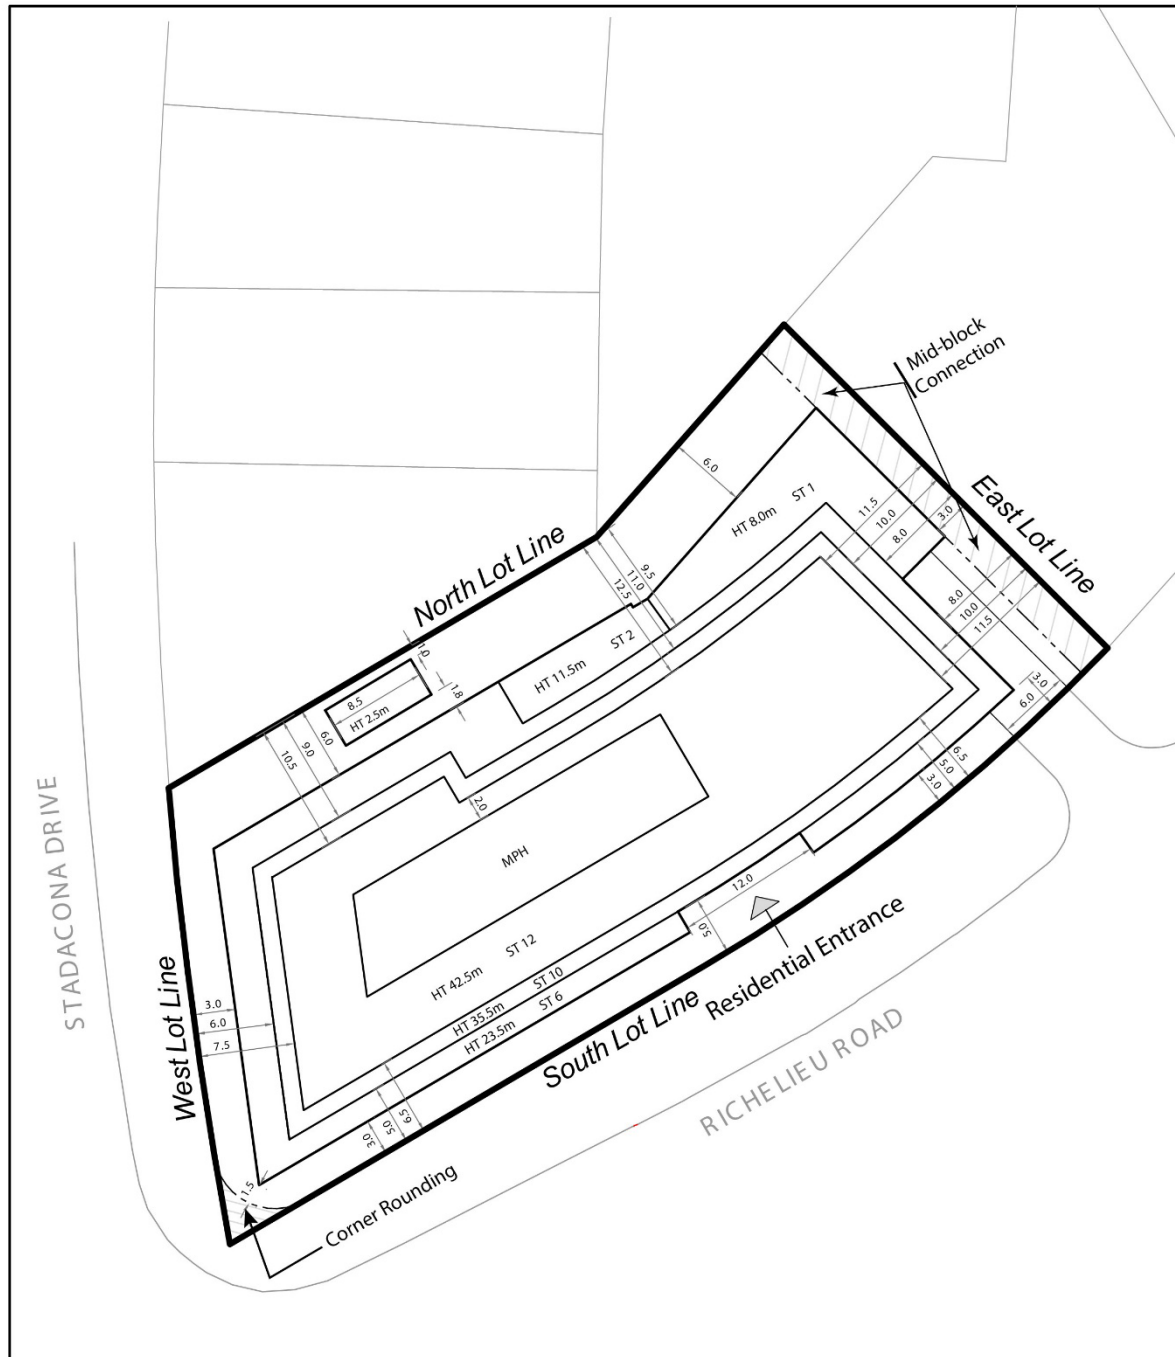 Mid-block
Connection
6.0
HT 8.0m
ST 1
11.5
10.0
8.0
3.0
East Lot Line
North Lot Line
9.5
11.0
12.5
8.0
10.0
11.5
1.0
HT 11.5m
ST 2
8.5
1.8
HT 2.5m
3.0
6.0
6.0
9.0
10.5
6.5
5.0
3.0
2.0
MPH
STADACONA DRIVE
12.0
5.0
HT 42.5m
ST 12
Residential Entrance
HT 35.5m
ST 10
HT 23.5m
ST 6
West Lot Line
3.0
6.0
7.5
South Lot Line
RICHELIEU ROAD
6.5
5.0
3.0
1.5
Corner Rounding